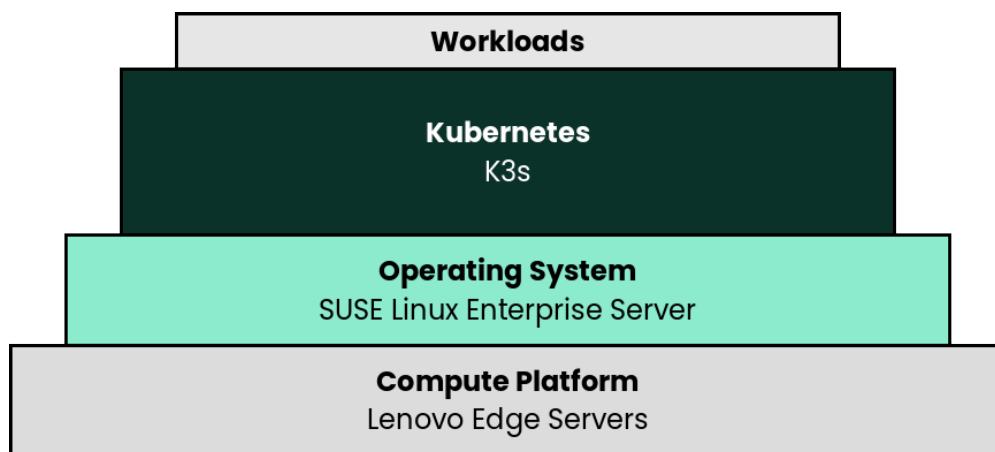 Workloads
Kubernetes
K3s
Operating System
SUSE Linux Enterprise Server
Compute Platform
Lenovo Edge Servers